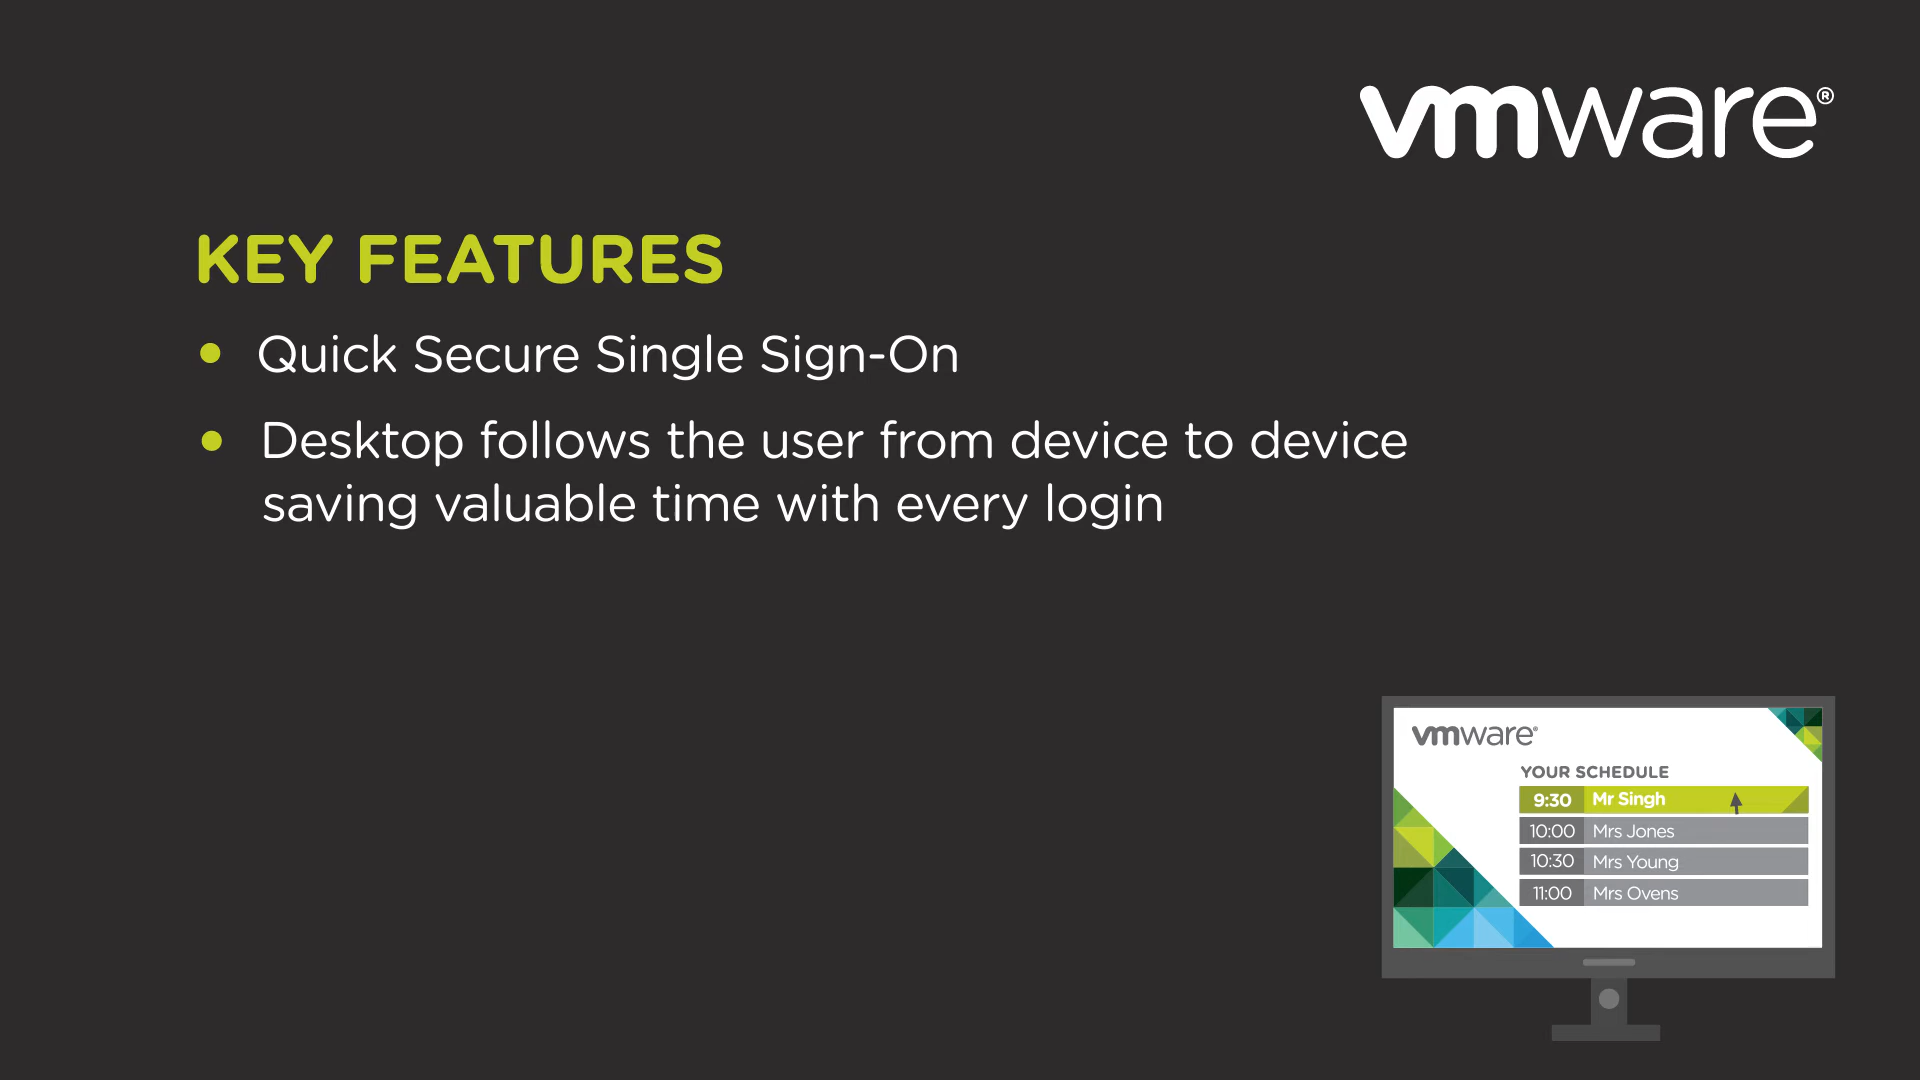 vmware®
KEY FEATURES
• Quick Secure Single Sign-On
• Desktop follows the user from device to device
saving valuable time with every login
vmware®
YOUR SCHEDULE
9:30 Mr Singh
10:00 Mrs Jones
10:30 Mrs Young
11:00 Mrs Ovens